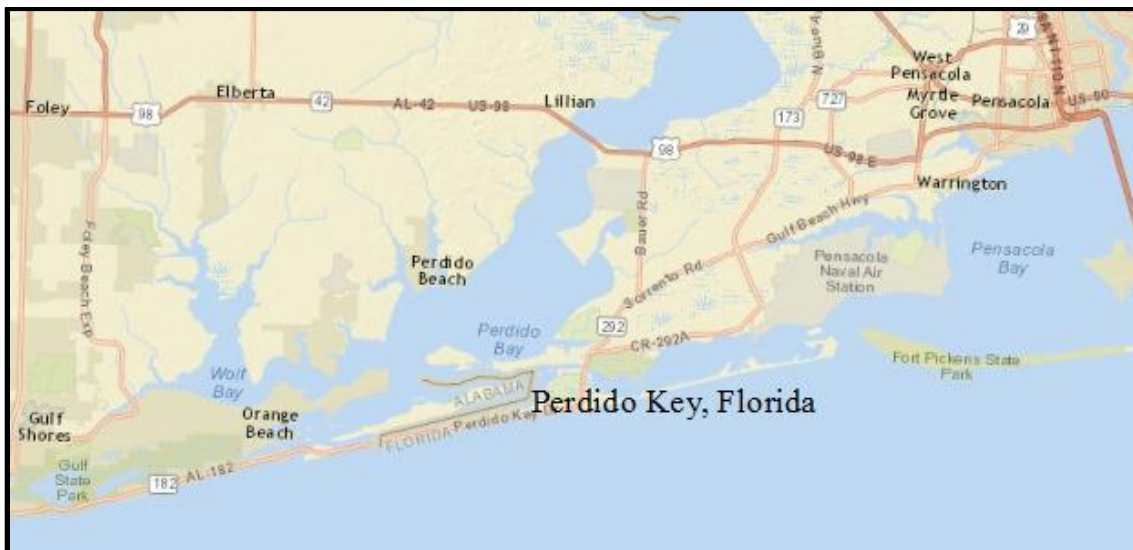 29
West
Pensacola
Myrtle
Grove
Pensacola
US-90
Foley
98
Elberta
42
AL-42
US-98
Lillian
727
173
98
US-98 E
Warrington
Foley Beach Exp
Bauer Rd
Gulf Beach Hwy
Perdido
Beach
Sorrento Rd
Pensacola
Naval Air
Station
Pensacola
Bay
Perdido
Bay
292
CR-292A
Fort Pickens State
Park
Wolf
Bay
ALABAMA
Perdido Key, Florida
Gulf
Shores
Orange
Beach
FLORIDA
Perdido Key
Gulf
State
Park
182
AL-182